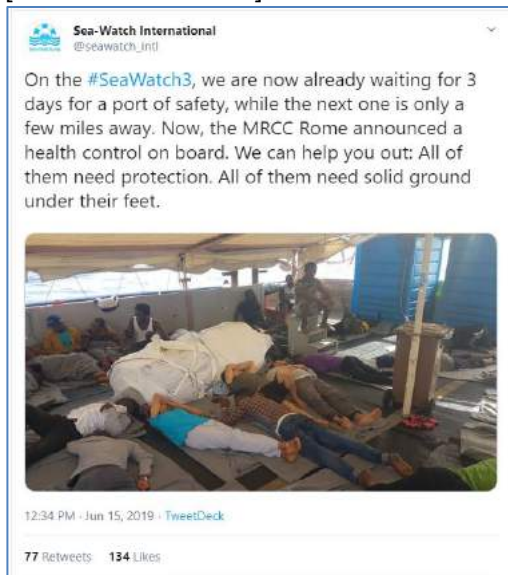 Sea-Watch International
@seawatch_intl
On the #SeaWatch3, we are now already waiting for 3
days for a port of safety, while the next one is only a
few miles away. Now, the MRCC Rome announced a
health control on board. We can help you out: All of
them need protection. All of them need solid ground
under their feet.
12:34 PM · Jun 15, 2019 · TweetDeck
77 Retweets 134 Likes